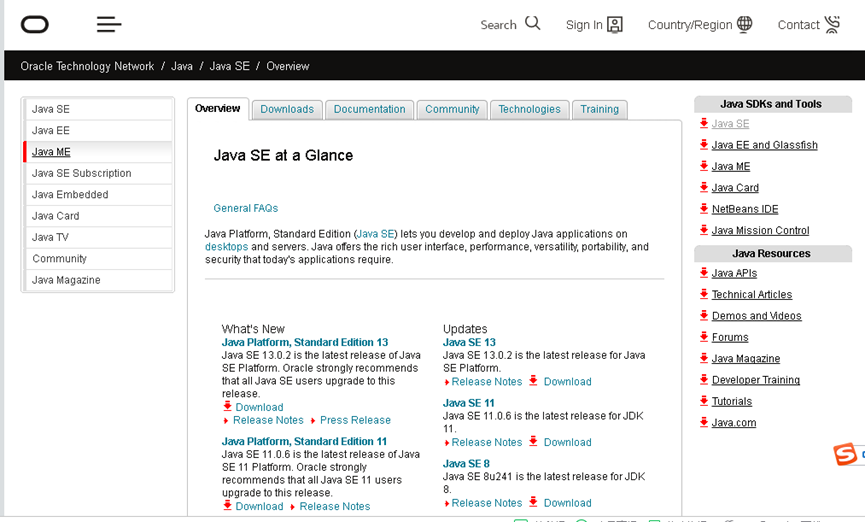 Search
Sign In
Country/Region
Contact
Oracle Technology Network / Java / Java SE / Overview
Java SE
Java EE
Java ME
Java SE Subscription
Java Embedded
Java Card
Java TV
Community
Java Magazine
Overview
Downloads
Documentation
Community
Technologies
Training
Java SE at a Glance
General FAQs
Java Platform, Standard Edition (Java SE) lets you develop and deploy Java applications on
desktops and servers. Java offers the rich user interface, performance, versatility, portability, and
security that today's applications require.
What's New
Java Platform, Standard Edition 13
Java SE 13.0.2 is the latest release of Java
SE Platform. Oracle strongly recommends
that all Java SE users upgrade to this
release.
Download
Release Notes Press Release
Java Platform, Standard Edition 11
Java SE 11.0.6 is the latest release of Java
SE 11 Platform. Oracle strongly
recommends that all Java SE 11 users
upgrade to this release.
Download Release Notes
Updates
Java SE 13
Java SE 13.0.2 is the latest release for Java
SE Platform.
Release Notes Download
Java SE 11
Java SE 11.0.6 is the latest release for JDK
11.
Release Notes Download
Java SE 8
Java SE 8u241 is the latest release for JDK
8.
Release Notes Download
Java SDKs and Tools
Java SE
Java EE and Glassfish
Java ME
Java Card
NetBeans IDE
Java Mission Control
Java Resources
Java APIs
Technical Articles
Demos and Videos
Forums
Java Magazine
Developer Training
Tutorials
Java.com